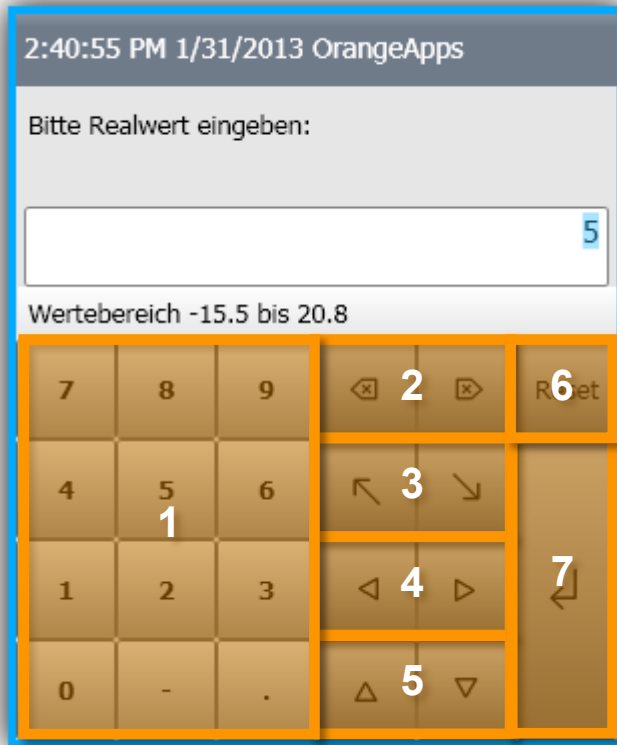 2:40:55 PM 1/31/2013 OrangeApps
Bitte Realwert eingeben:
5
Wertebereich -15.5 bis 20.8
7 8 9 2 Reset 6
4 5 6 3
1
1 2 3 4 7
0 - . 5